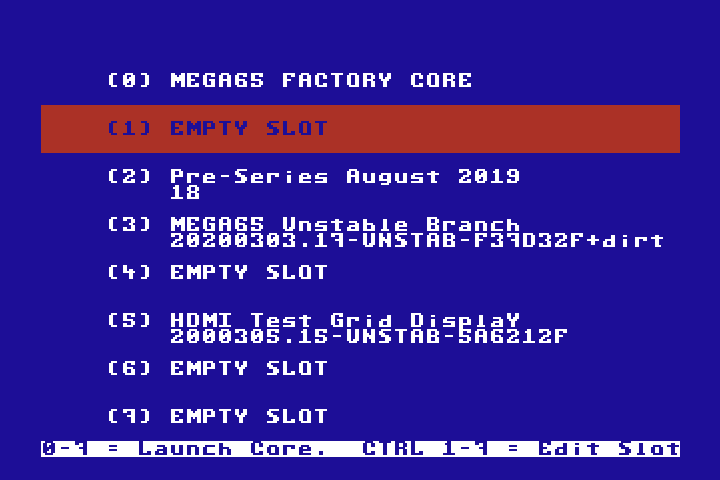 (0) MEGA65 FACTORY CORE
(1) EMPTY SLOT
(2) Pre-Series August 2019
18
(3) MEGA65 Unstable Branch
20200303.19-UNSTAB-F39D32F+dirt
(4) EMPTY SLOT
(5) HDMI Test Grid Display
2000305.15-UNSTAB-5A6212F
(6) EMPTY SLOT
(7) EMPTY SLOT
0-7 = Launch Core. CTRL 1-7 = Edit Slot